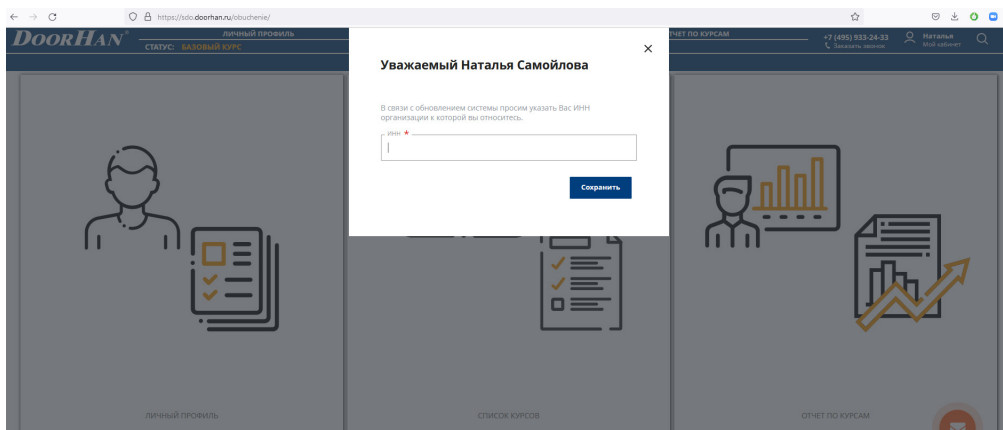 https://sdo.doorhan.ru/obuchenie/
DOORHAN®
ЛИЧНЫЙ ПРОФИЛЬ
ТЧЕТ ПО КУРСАМ
СТАТУС: БАЗОВЫЙ КУРС
+7 (495) 933-24-33
Заказать звонок
Наталья
Мой кабинет
Уважаемый Наталья Самойлова
В связи с обновлением системы просим указать Вас ИНН
организации к которой вы относитесь.
ИНН *
Сохранить
ЛИЧНЫЙ ПРОФИЛЬ
СПИСОК КУРСОВ
ОТЧЕТ ПО КУРСАМ